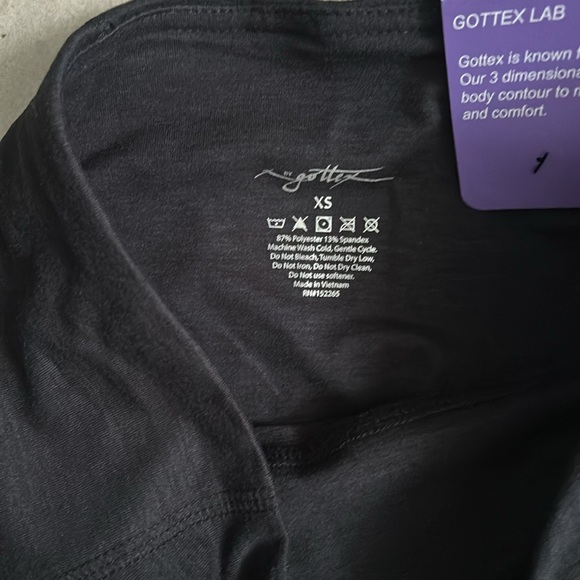 GOTTEX LAB
Gottex is known
Our 3 dimensiona
body contour to
and comfort.
BY
gottex
XS
87% Polyester 13% Spandex
Machine Wash Cold, Gentle Cycle.
Do Not Bleach, Tumble Dry Low,
Do Not Iron, Do Not Dry Clean,
Do Not use softener.
Made in Vietnam
RN#152265